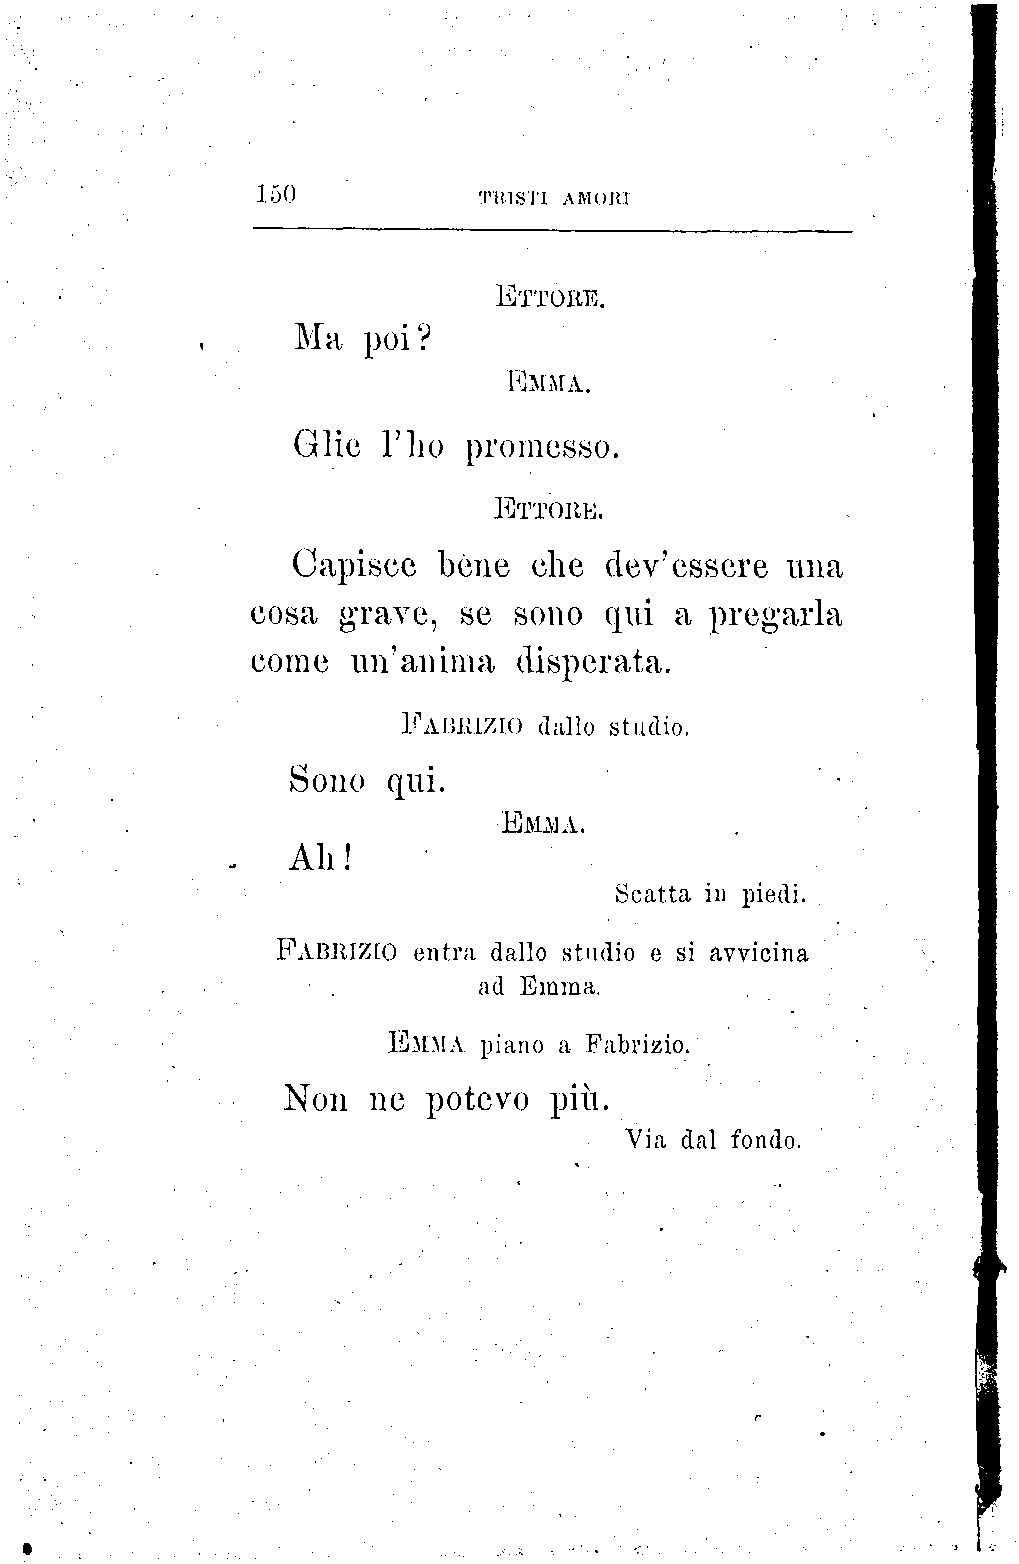 150 TRISTI AMORI
ETTORE.
Ma poi?
EMMA.
Glie l'ho promesso.
ETTORE.
Capisce bene che dev'essere una
cosa grave, se sono qui a pregarla
come un'anima disperata.
FABRIZIO dallo studio.
Sono qui.
EMMA.
Ah!
Scatta in piedi.
FABRIZIO entra dallo studio e si avvicina
ad Emma.
EMMA piano a Fabrizio.
Non ne potevo più.
Via dal fondo.